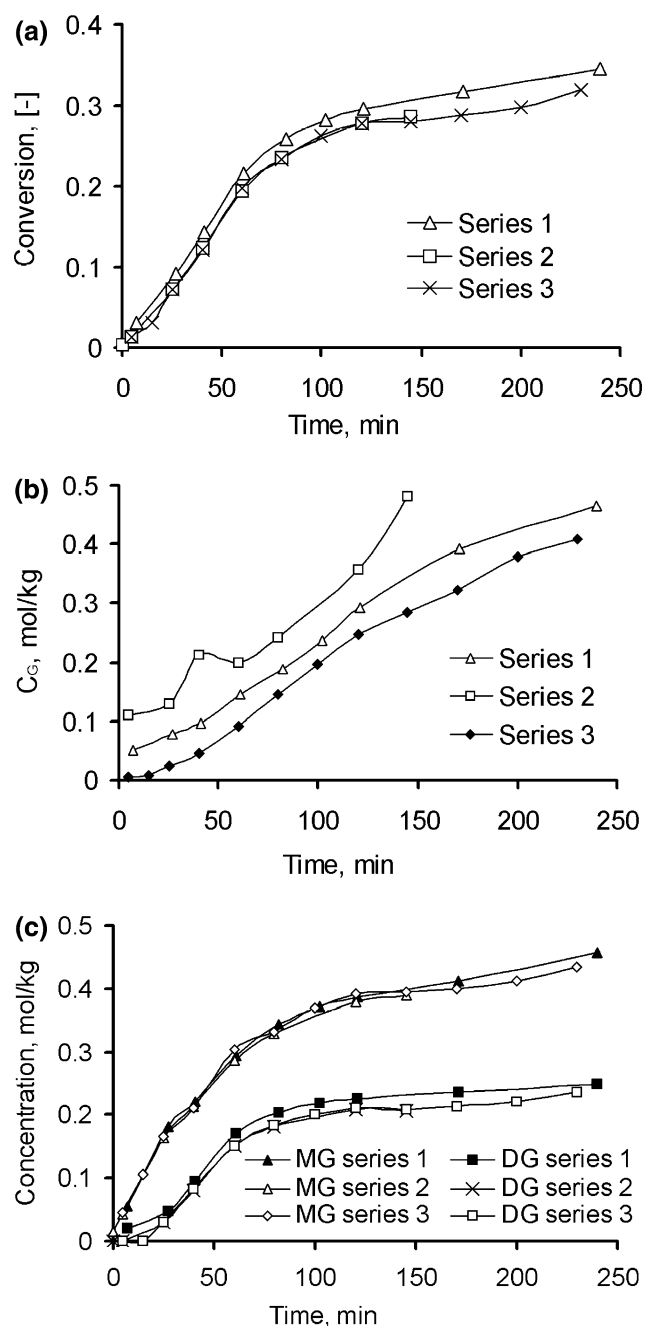 (a)
0.4
0.3
0.2
0.1
0
Conversion, [-]
Series 1
Series 2
Series 3
0 50 100 150 200 250
Time, min
(b)
0.5
0.4
0.3
0.2
0.1
0
C_G, mol/kg
Series 1
Series 2
Series 3
0 50 100 150 200 250
Time, min
(c)
0.5
0.4
0.3
0.2
0.1
0
Concentration, mol/kg
MG series 1 DG series 1
MG series 2 DG series 2
MG series 3 DG series 3
0 50 100 150 200 250
Time, min